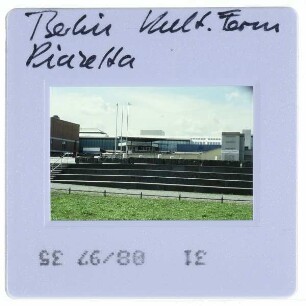 Berlin Kult. Forum
Piazetta
31 08/97 35